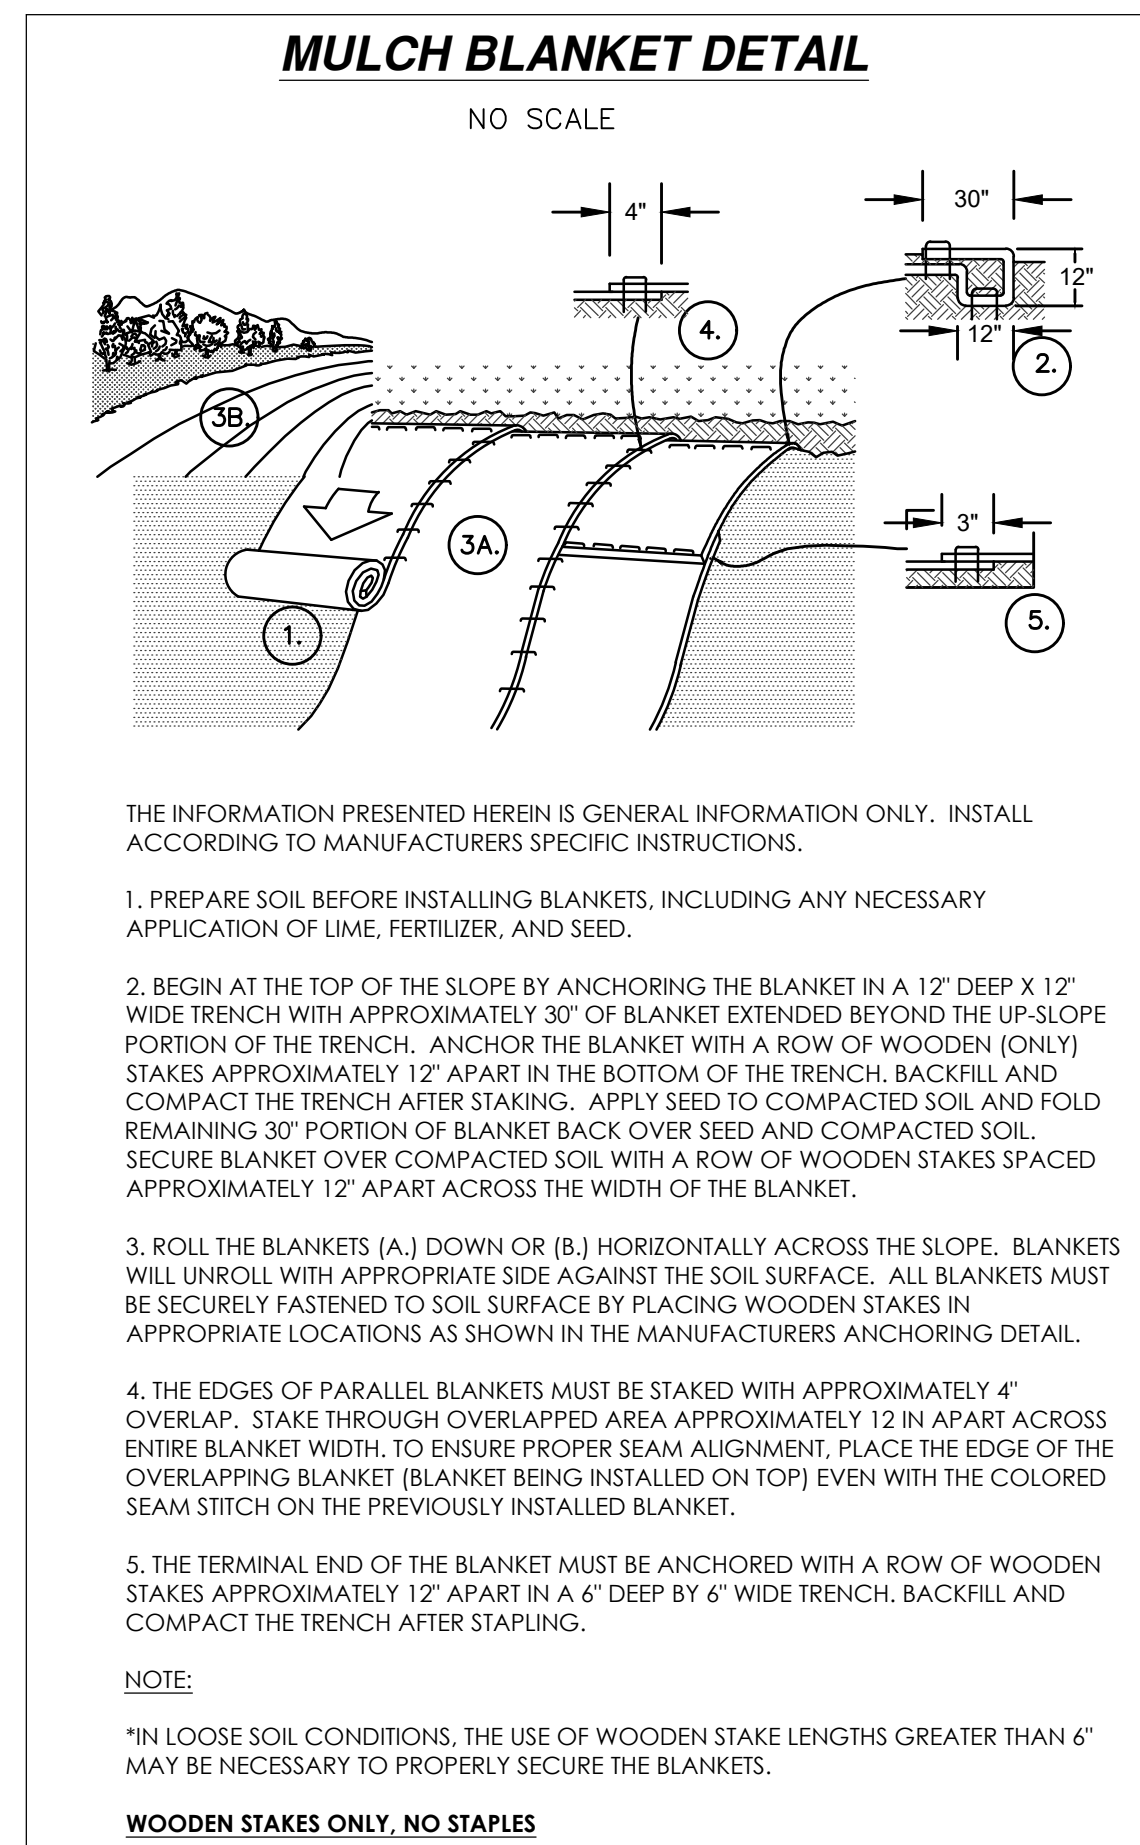 MULCH BLANKET DETAIL
NO SCALE
4"
30"
12"
12"
4.
2.
3B.
3A.
3"
1.
5.
THE INFORMATION PRESENTED HEREIN IS GENERAL INFORMATION ONLY. INSTALL
ACCORDING TO MANUFACTURERS SPECIFIC INSTRUCTIONS.
1. PREPARE SOIL BEFORE INSTALLING BLANKETS, INCLUDING ANY NECESSARY
APPLICATION OF LIME, FERTILIZER, AND SEED.
2. BEGIN AT THE TOP OF THE SLOPE BY ANCHORING THE BLANKET IN A 12" DEEP X 12"
WIDE TRENCH WITH APPROXIMATELY 30" OF BLANKET EXTENDED BEYOND THE UP-SLOPE
PORTION OF THE TRENCH. ANCHOR THE BLANKET WITH A ROW OF WOODEN (ONLY)
STAKES APPROXIMATELY 12" APART IN THE BOTTOM OF THE TRENCH. BACKFILL AND
COMPACT THE TRENCH AFTER STAKING. APPLY SEED TO COMPACTED SOIL AND FOLD
REMAINING 30" PORTION OF BLANKET BACK OVER SEED AND COMPACTED SOIL.
SECURE BLANKET OVER COMPACTED SOIL WITH A ROW OF WOODEN STAKES SPACED
APPROXIMATELY 12" APART ACROSS THE WIDTH OF THE BLANKET.
3. ROLL THE BLANKETS (A.) DOWN OR (B.) HORIZONTALLY ACROSS THE SLOPE. BLANKETS
WILL UNROLL WITH APPROPRIATE SIDE AGAINST THE SOIL SURFACE. ALL BLANKETS MUST
BE SECURELY FASTENED TO SOIL SURFACE BY PLACING WOODEN STAKES IN
APPROPRIATE LOCATIONS AS SHOWN IN THE MANUFACTURERS ANCHORING DETAIL.
4. THE EDGES OF PARALLEL BLANKETS MUST BE STAKED WITH APPROXIMATELY 4"
OVERLAP. STAKE THROUGH OVERLAPPED AREA APPROXIMATELY 12 IN APART ACROSS
ENTIRE BLANKET WIDTH. TO ENSURE PROPER SEAM ALIGNMENT, PLACE THE EDGE OF THE
OVERLAPPING BLANKET (BLANKET BEING INSTALLED ON TOP) EVEN WITH THE COLORED
SEAM STITCH ON THE PREVIOUSLY INSTALLED BLANKET.
5. THE TERMINAL END OF THE BLANKET MUST BE ANCHORED WITH A ROW OF WOODEN
STAKES APPROXIMATELY 12" APART IN A 6" DEEP BY 6" WIDE TRENCH. BACKFILL AND
COMPACT THE TRENCH AFTER STAPLING.
NOTE:
*IN LOOSE SOIL CONDITIONS, THE USE OF WOODEN STAKE LENGTHS GREATER THAN 6"
MAY BE NECESSARY TO PROPERLY SECURE THE BLANKETS.
WOODEN STAKES ONLY, NO STAPLES